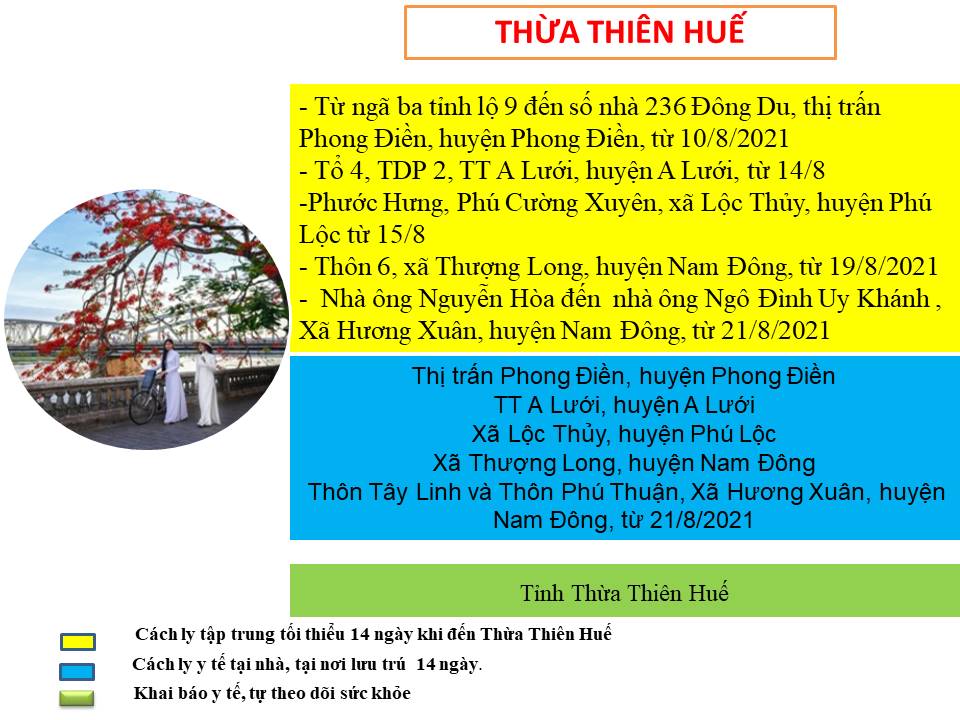 THỪA THIÊN HUẾ
- Từ ngã ba tỉnh lộ 9 đến số nhà 236 Đông Du, thị trấn
Phong Điền, huyện Phong Điền, từ 10/8/2021
- Tổ 4, TDP 2, TT A Lưới, huyện A Lưới, từ 14/8
-Phước Hưng, Phú Cường Xuyên, xã Lộc Thủy, huyện Phú
Lộc từ 15/8
- Thôn 6, xã Thượng Long, huyện Nam Đông, từ 19/8/2021
- Nhà ông Nguyễn Hòa đến nhà ông Ngô Đình Uy Khánh ,
Xã Hương Xuân, huyện Nam Đông, từ 21/8/2021
Thị trấn Phong Điền, huyện Phong Điền
TT A Lưới, huyện A Lưới
Xã Lộc Thủy, huyện Phú Lộc
Xã Thượng Long, huyện Nam Đông
Thôn Tây Linh và Thôn Phú Thuận, Xã Hương Xuân, huyện
Nam Đông, từ 21/8/2021
Tỉnh Thừa Thiên Huế
Cách ly tập trung tối thiểu 14 ngày khi đến Thừa Thiên Huế
Cách ly y tế tại nhà, tại nơi lưu trú 14 ngày.
Khai báo y tế, tự theo dõi sức khỏe